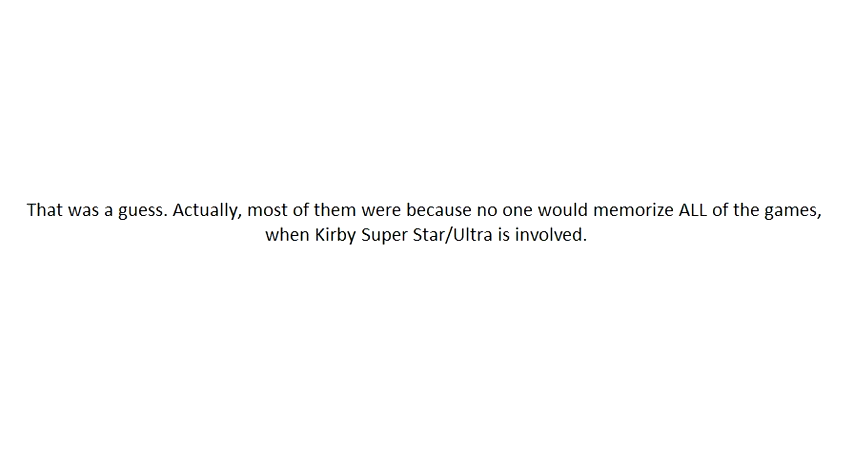 That was a guess. Actually, most of them were because no one would memorize ALL of the games,
when Kirby Super Star/Ultra is involved.